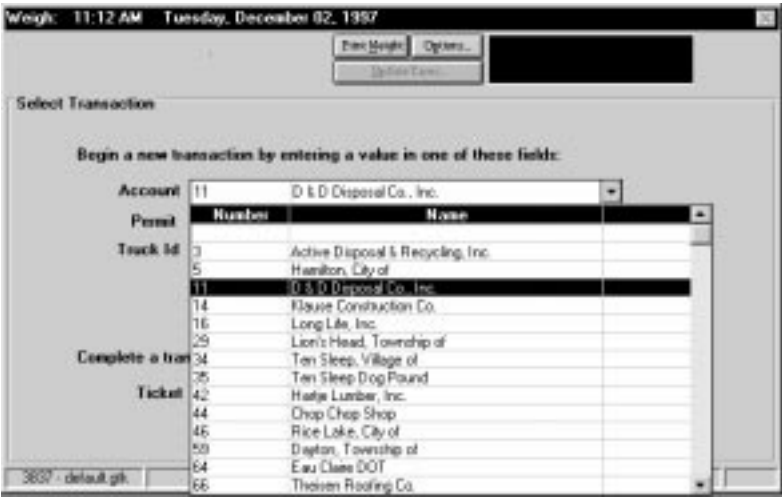 Weigh: 11:12 AM Tuesday, December 02, 1997
Print Weight Options...
Select Transaction
Begin a new transaction by entering a value in one of these fields:
Account 11 D & D Disposal Co., Inc.
Permit Number Name
Truck Id 3 Active Disposal & Recycling, Inc.
5 Hamilton, City of
11 D & D Disposal Co., Inc.
14 Klause Construction Co.
16 Long Life, Inc.
29 Lion's Head, Township of
Complete a tran 34 Ten Sleep, Village of
35 Ten Sleep Dog Pound
Ticket 42 Hartje Lumber, Inc.
44 Chop Chop Shop
46 Rice Lake, City of
59 Dayton, Township of
64 Eau Claire DOT
3837 - default.gtk
66 Theisen Roofing Co.